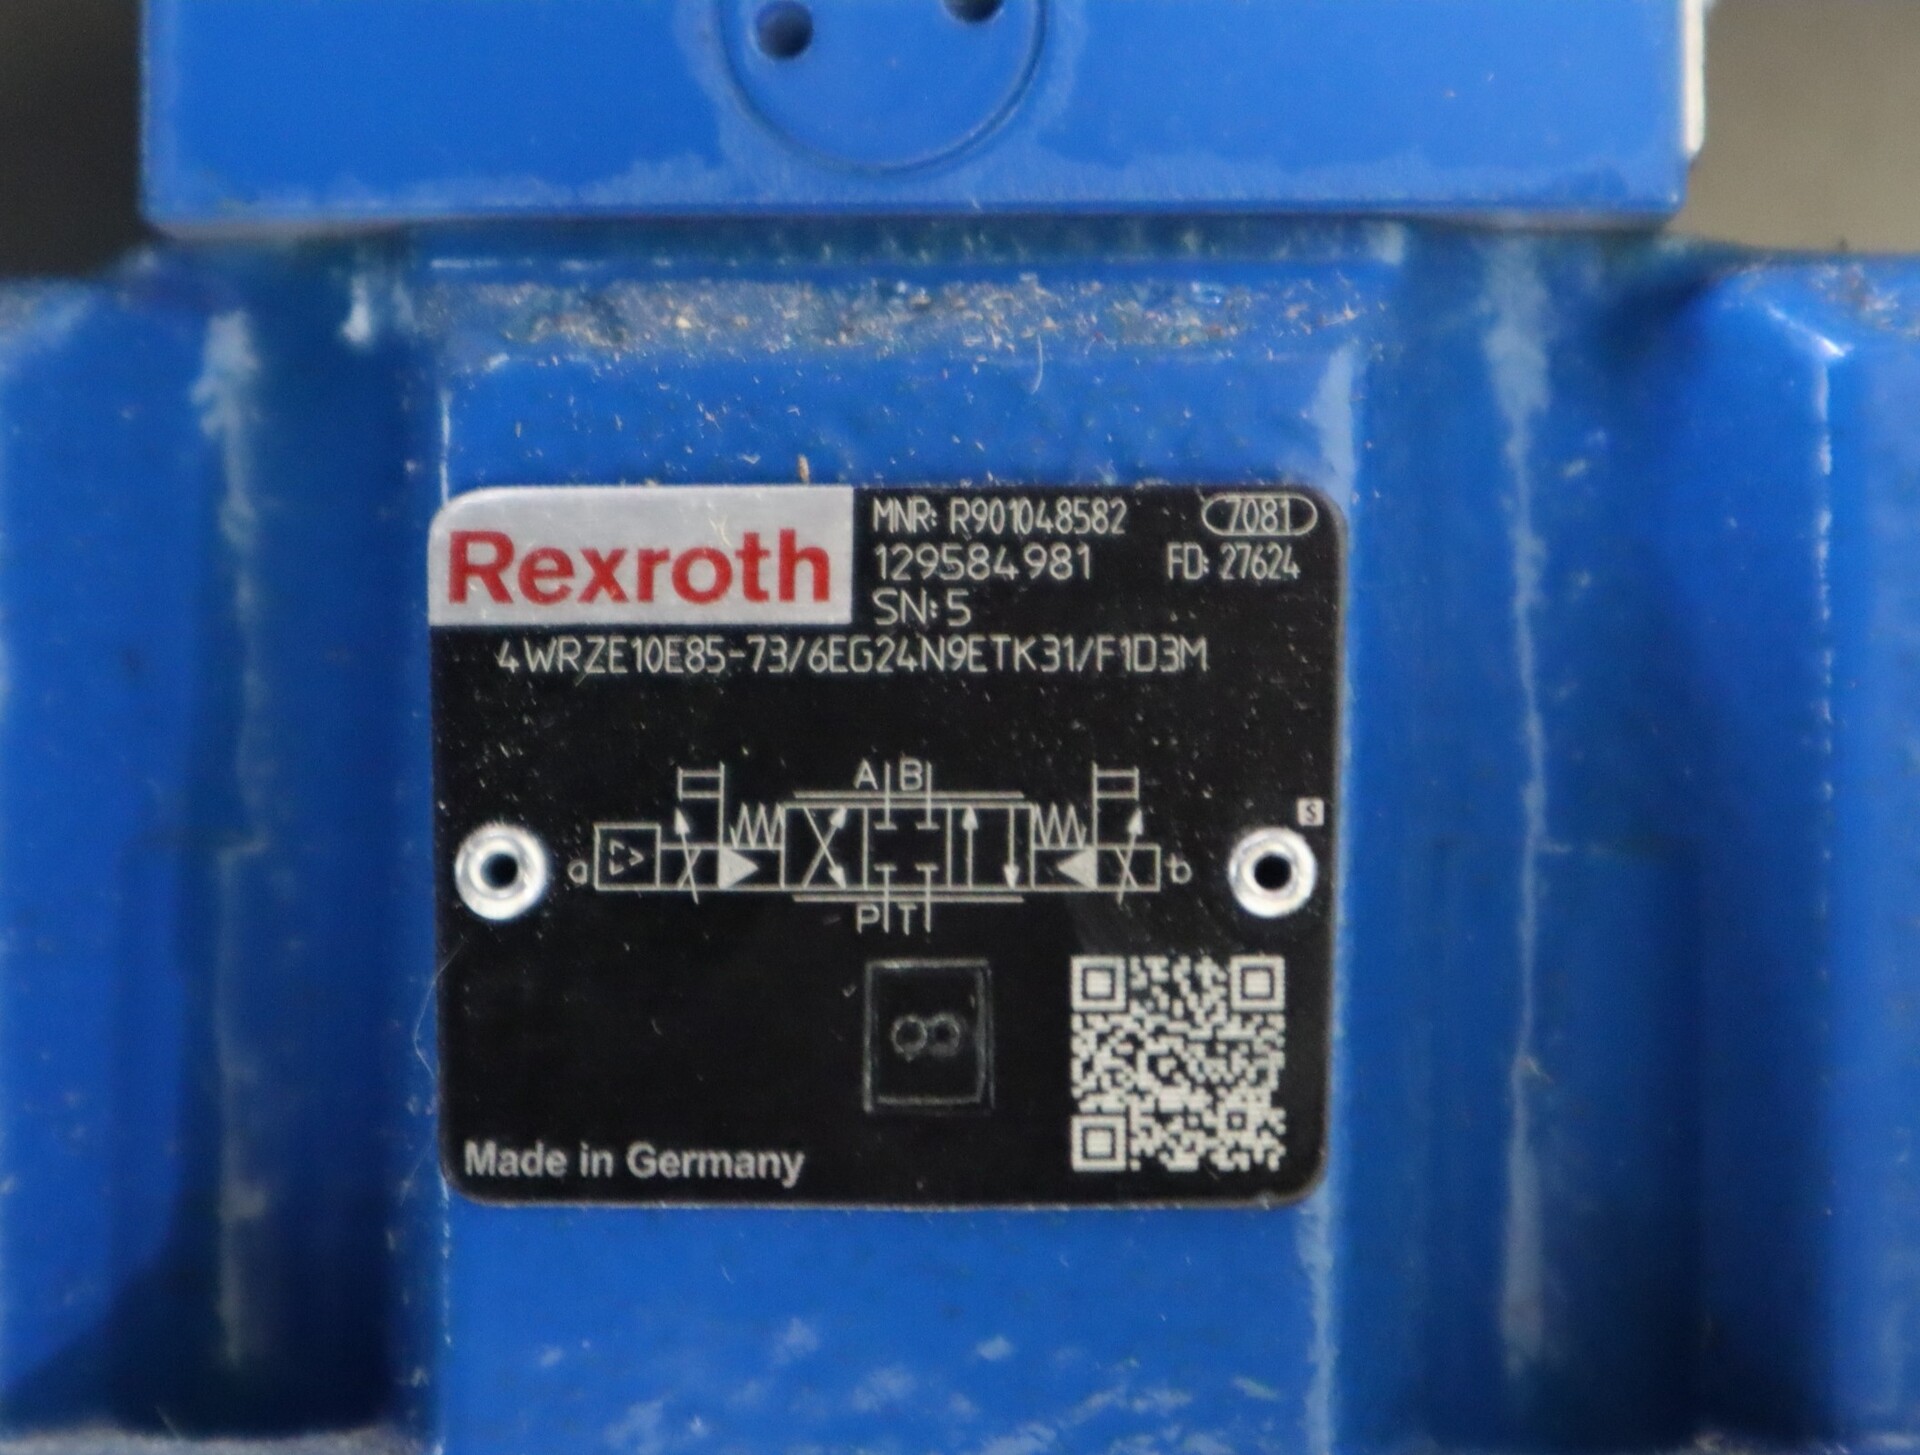 Rexroth
MNR: R901048582 7081
129584981 FD: 27624
SN: 5
4WRZE10E85-73/6EG24N9ETK31/F1D3M
A B
a b
P T
S
Made in Germany